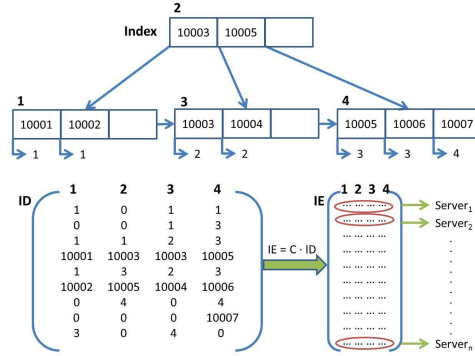 2
Index
10003 10005
1
3
4
10001 10002
10003 10004
10005 10006 10007
1 1
2 2
3 3 4
ID
1 2 3 4
1 0 1 1
0 0 1 3
1 1 2 3
10001 10003 10003 10005
1 3 2 3
10002 10005 10004 10006
0 4 0 4
0 0 0 10007
3 0 4 0
IE = C · ID
IE
1 2 3 4
... ... ... ... Server1
... ... ... ... Server2
... ... ... ...
... ... ... ...
... ... ... ...
... ... ... ...
... ... ... ...
... ... ... ...
... ... ... ... Servern